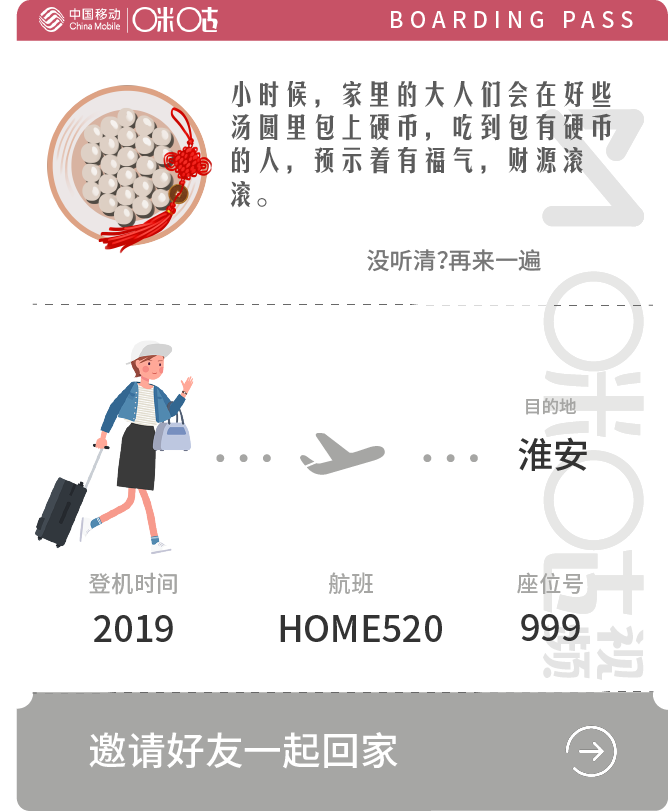 中国移动
China Mobile
咪咕
BOARDING PASS
小时候，家里的大人们会在好些
汤圆里包上硬币，吃到包有硬币
的人，预示着有福气，财源滚
滚。
没听清?再来一遍
咪咕视频
目的地
淮安
登机时间
航班
座位号
2019
HOME520
999
邀请好友一起回家